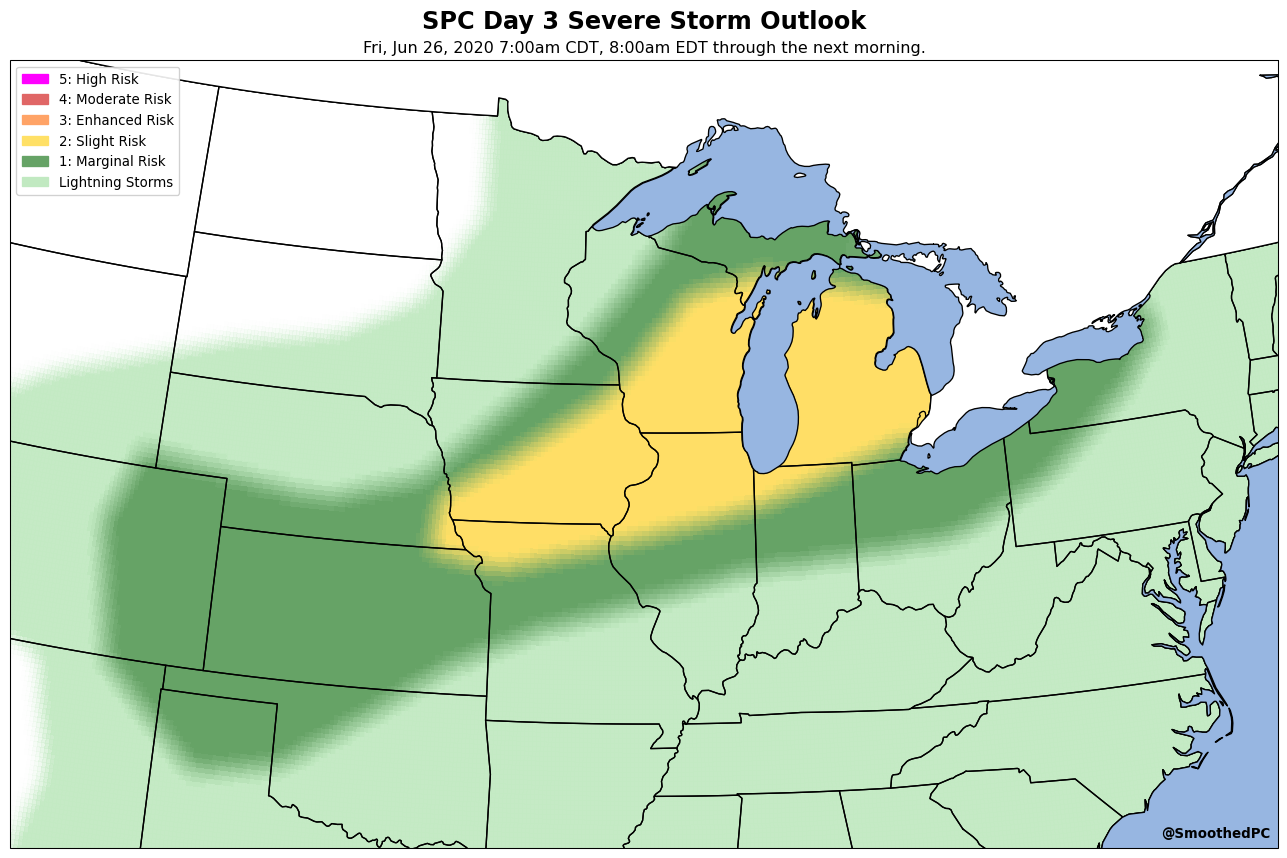 SPC Day 3 Severe Storm Outlook
Fri, Jun 26, 2020 7:00am CDT, 8:00am EDT through the next morning.
5: High Risk
4: Moderate Risk
3: Enhanced Risk
2: Slight Risk
1: Marginal Risk
Lightning Storms
@SmoothedPC